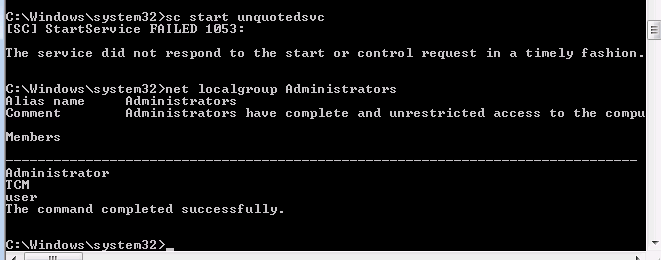 C:\Windows\system32>sc start unquotedsvc
[SC] StartService FAILED 1053:
The service did not respond to the start or control request in a timely fashion.
C:\Windows\system32>net localgroup Administrators
Alias name     Administrators
Comment        Administrators have complete and unrestricted access to the compu
Members
-------------------------------------------------------------------------------
Administrator
TCM
user
The command completed successfully.
C:\Windows\system32>_